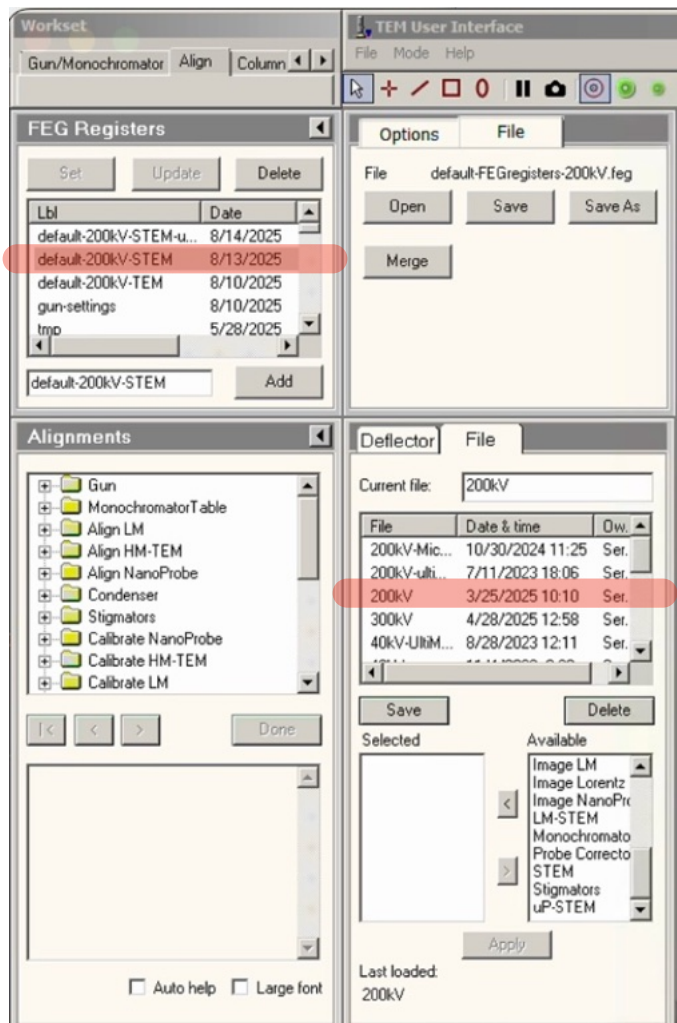 Workset
Gun/Monochromator Align Column
TEM User Interface
File Mode Help
FEG Registers
Set Update Delete
Lbl Date
default-200kV-STEM-u... 8/14/2025
default-200kV-STEM 8/13/2025
default-200kV-TEM 8/10/2025
gun-settings 8/10/2025
tmp 5/28/2025
default-200kV-STEM Add
Options File
File default-FEGregisters-200kV.feg
Open Save Save As
Merge
Alignments
Gun
MonochromatorTable
Align LM
Align HM-TEM
Align NanoProbe
Condenser
Stigmators
Calibrate NanoProbe
Calibrate HM-TEM
Calibrate LM
|< < > Done
Auto help Large font
Deflector File
Current file: 200kV
File Date & time Ow.
200kV-Mic... 10/30/2024 11:25 Ser.
200kV-ulti... 7/11/2023 18:06 Ser.
200kV 3/25/2025 10:10 Ser.
300kV 4/28/2025 12:58 Ser.
40kV-UltiM... 8/28/2023 12:11 Ser.
Save Delete
Selected Available
Image LM
Image Lorentz
Image NanoPro
<
LM-STEM
Monochromato
Probe Correcto
STEM
>
Stigmators
uP-STEM
Apply
Last loaded:
200kV